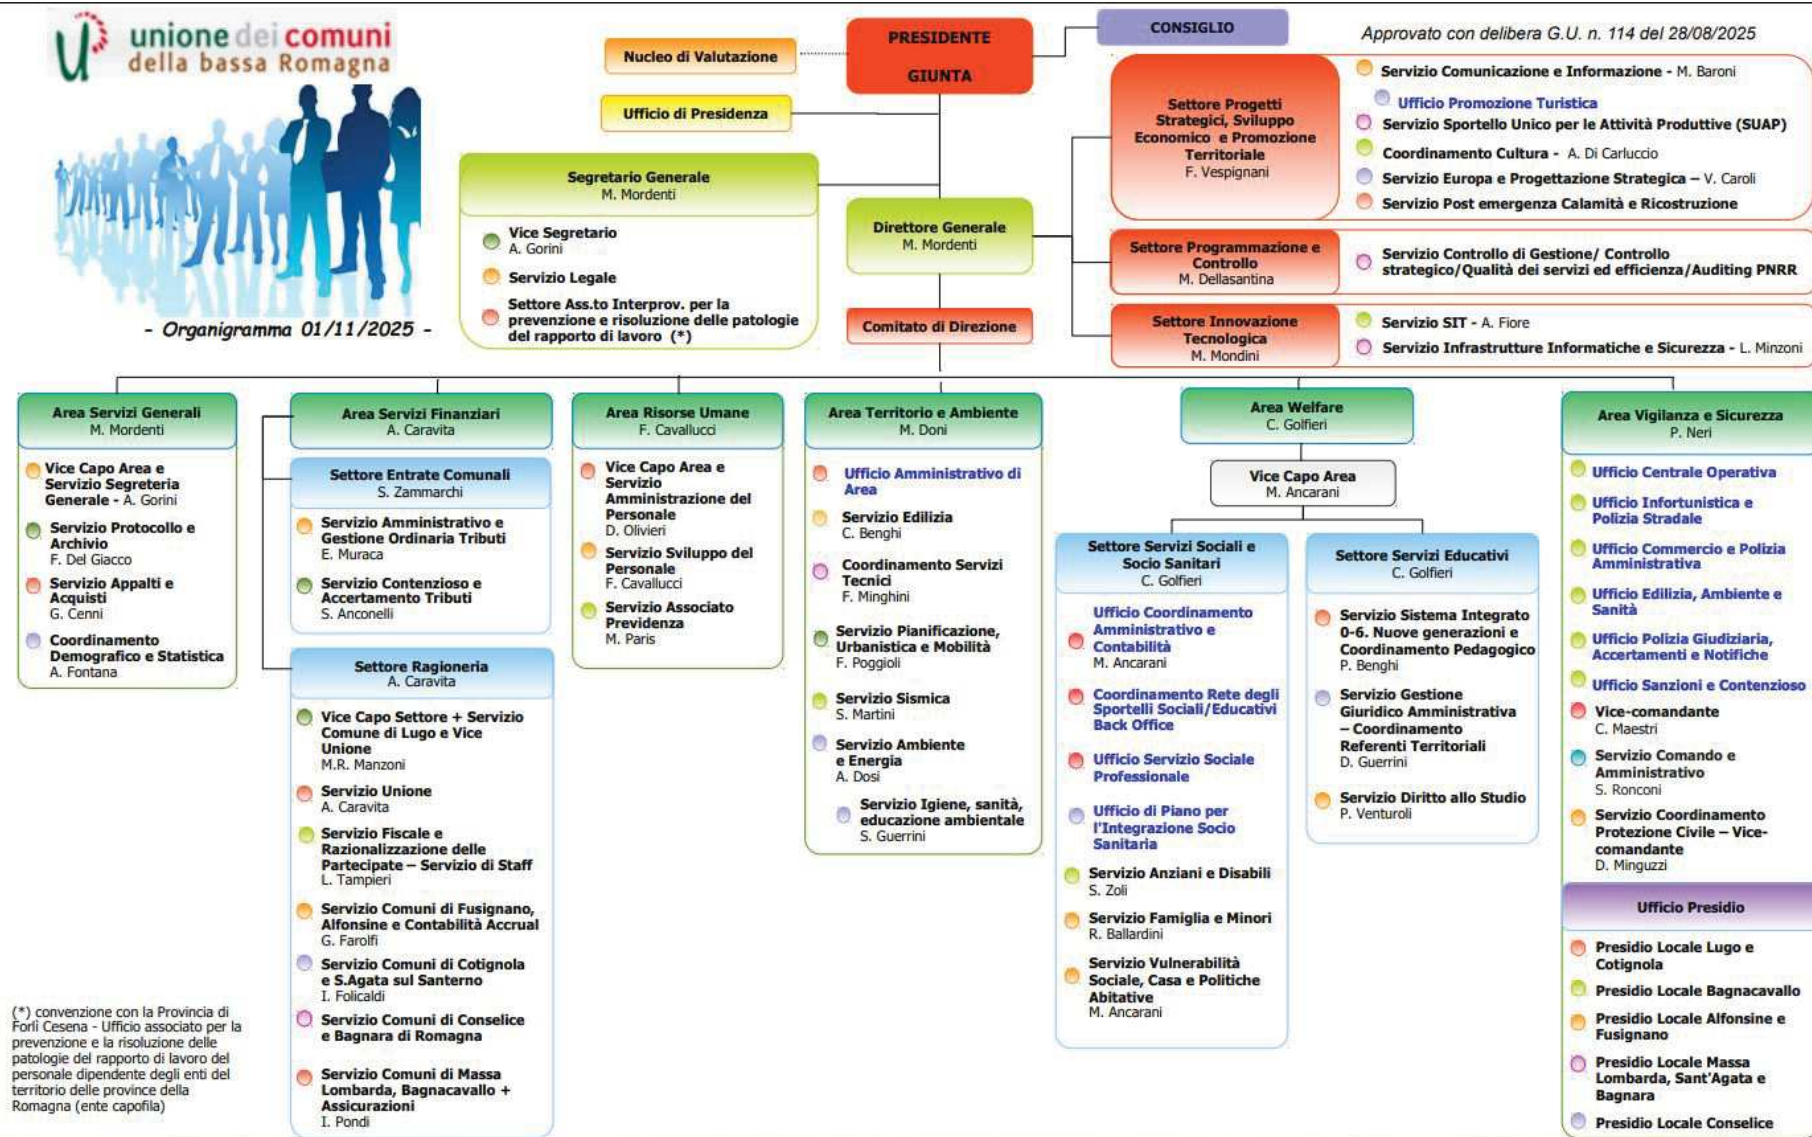 unione dei comuni
della bassa Romagna
- Organigramma 01/11/2025 -
Nucleo di Valutazione
Ufficio di Presidenza
PRESIDENTE
GIUNTA
CONSIGLIO
Approvato con delibera G.U. n. 114 del 28/08/2025
Segretario Generale
M. Mordenti
Vice Segretario
A. Gorini
Servizio Legale
Settore Ass.to Interprov. per la
prevenzione e risoluzione delle patologie
del rapporto di lavoro (*)
Direttore Generale
M. Mordenti
Comitato di Direzione
Settore Progetti
Strategici, Sviluppo
Economico e Promozione
Territoriale
F. Vespignani
Servizio Comunicazione e Informazione - M. Baroni
Ufficio Promozione Turistica
Servizio Sportello Unico per le Attività Produttive (SUAP)
Coordinamento Cultura - A. Di Carluccio
Servizio Europa e Progettazione Strategica – V. Caroli
Servizio Post emergenza Calamità e Ricostruzione
Settore Programmazione e
Controllo
M. Dellasantina
Servizio Controllo di Gestione/ Controllo
strategico/Qualità dei servizi ed efficienza/Auditing PNRR
Settore Innovazione
Tecnologica
M. Mondini
Servizio SIT - A. Fiore
Servizio Infrastrutture Informatiche e Sicurezza - L. Minzoni
Area Servizi Generali
M. Mordenti
Vice Capo Area e
Servizio Segreteria
Generale - A. Gorini
Servizio Protocollo e
Archivio
F. Del Giacco
Servizio Appalti e
Acquisti
G. Cenni
Coordinamento
Demografico e Statistica
A. Fontana
Area Servizi Finanziari
A. Caravita
Settore Entrate Comunali
S. Zammarchi
Servizio Amministrativo e
Gestione Ordinaria Tributi
E. Muraca
Servizio Contenzioso e
Accertamento Tributi
S. Anconelli
Settore Ragioneria
A. Caravita
Vice Capo Settore + Servizio
Comune di Lugo e Vice
Unione
M.R. Manzoni
Servizio Unione
A. Caravita
Servizio Fiscale e
Razionalizzazione delle
Partecipate – Servizio di Staff
L. Tampieri
Servizio Comuni di Fusignano,
Alfonsine e Contabilità Accrual
G. Farolfi
Servizio Comuni di Cotignola
e S.Agata sul Santerno
I. Folicaldi
Servizio Comuni di Conselice
e Bagnara di Romagna
Servizio Comuni di Massa
Lombarda, Bagnacavallo +
Assicurazioni
I. Pondi
Area Risorse Umane
F. Cavallucci
Vice Capo Area e
Servizio
Amministrazione del
Personale
D. Olivieri
Servizio Sviluppo del
Personale
F. Cavallucci
Servizio Associato
Previdenza
M. Paris
Area Territorio e Ambiente
M. Doni
Ufficio Amministrativo di
Area
Servizio Edilizia
C. Benghi
Coordinamento Servizi
Tecnici
F. Minghini
Servizio Pianificazione,
Urbanistica e Mobilità
F. Poggioli
Servizio Sismica
S. Martini
Servizio Ambiente
e Energia
A. Dosi
Servizio Igiene, sanità,
educazione ambientale
S. Guerrini
Area Welfare
C. Golfieri
Vice Capo Area
M. Ancarani
Settore Servizi Sociali e
Socio Sanitari
C. Golfieri
Ufficio Coordinamento
Amministrativo e
Contabilità
M. Ancarani
Coordinamento Rete degli
Sportelli Sociali/Educativi
Back Office
Ufficio Servizio Sociale
Professionale
Ufficio di Piano per
l'Integrazione Socio
Sanitaria
Servizio Anziani e Disabili
S. Zoli
Servizio Famiglia e Minori
R. Ballardini
Servizio Vulnerabilità
Sociale, Casa e Politiche
Abitative
M. Ancarani
Settore Servizi Educativi
C. Golfieri
Servizio Sistema Integrato
0-6. Nuove generazioni e
Coordinamento Pedagogico
P. Benghi
Servizio Gestione
Giuridico Amministrativa
– Coordinamento
Referenti Territoriali
D. Guerrini
Servizio Diritto allo Studio
P. Venturoli
Area Vigilanza e Sicurezza
P. Neri
Ufficio Centrale Operativa
Ufficio Infortunistica e
Polizia Stradale
Ufficio Commercio e Polizia
Amministrativa
Ufficio Edilizia, Ambiente e
Sanità
Ufficio Polizia Giudiziaria,
Accertamenti e Notifiche
Ufficio Sanzioni e Contenzioso
Vice-comandante
C. Maestri
Servizio Comando e
Amministrativo
S. Ronconi
Servizio Coordinamento
Protezione Civile – Vice-
comandante
D. Minguzzi
Ufficio Presidio
Presidio Locale Lugo e
Cotignola
Presidio Locale Bagnacavallo
Presidio Locale Alfonsine e
Fusignano
Presidio Locale Massa
Lombarda, Sant'Agata e
Bagnara
Presidio Locale Conselice
(*) convenzione con la Provincia di
Forlì Cesena - Ufficio associato per la
prevenzione e la risoluzione delle
patologie del rapporto di lavoro del
personale dipendente degli enti del
territorio delle province della
Romagna (ente capofila)